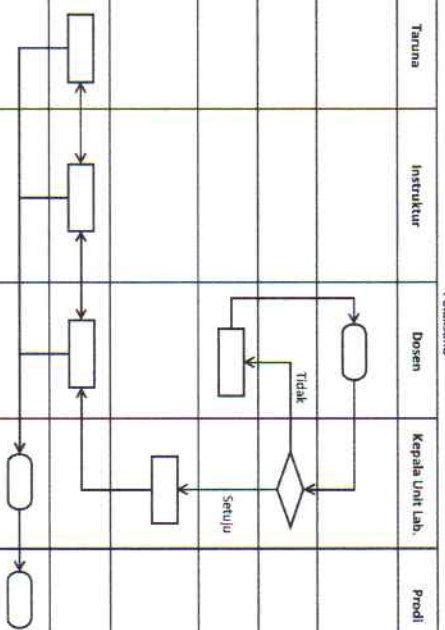 Taruna
Instruktur
Dosen
Kepala Unit Lab.
Prodi
Tidak
Setuju